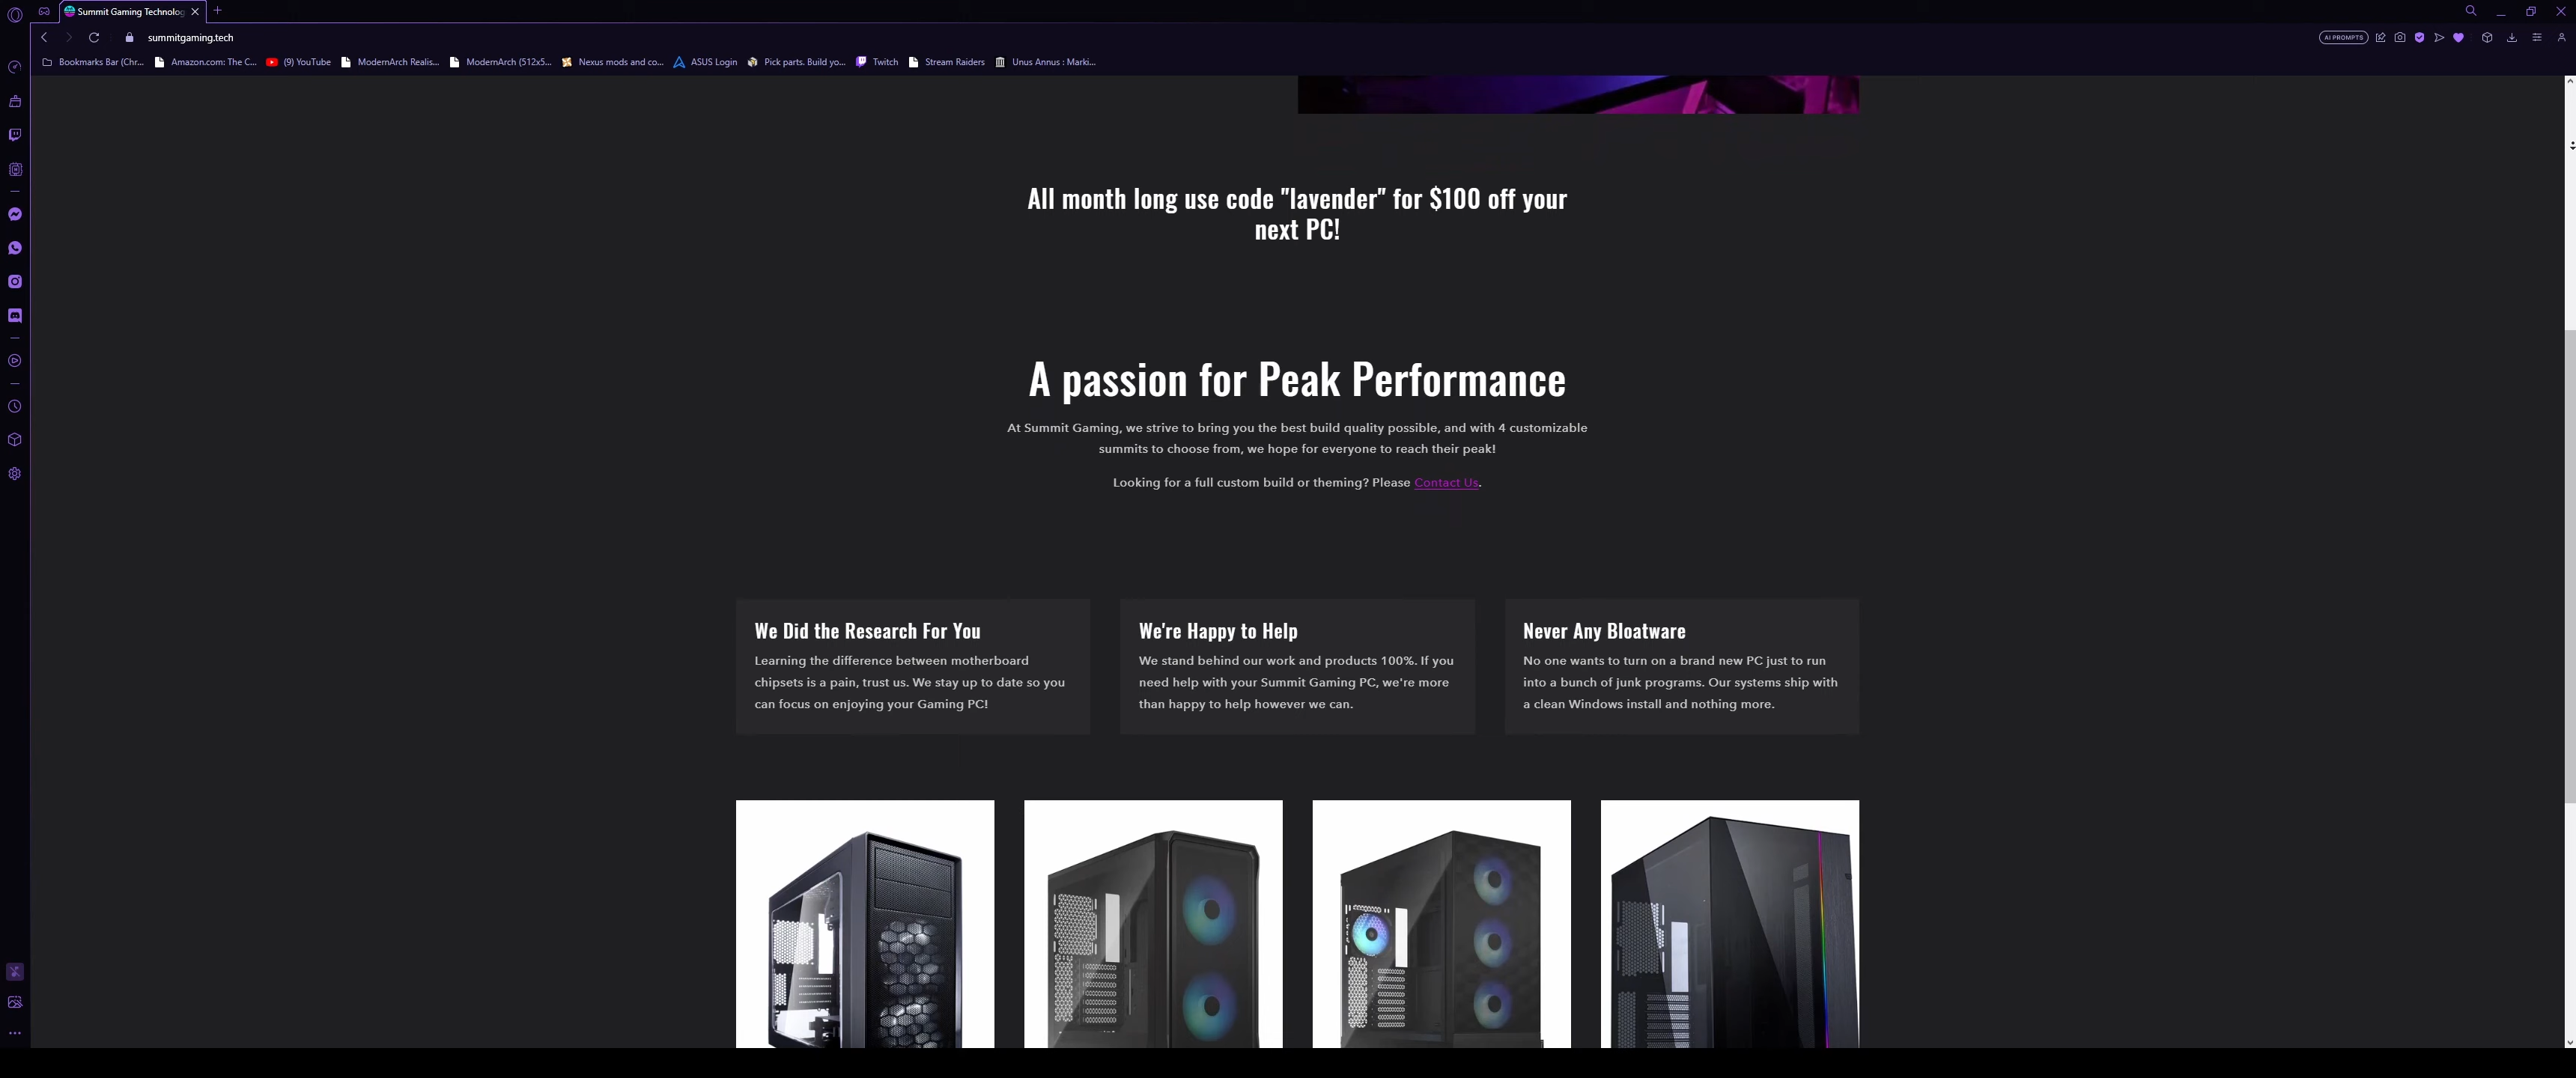 Summit Gaming Technolog
summitgaming.tech
AI PROMPTS
Bookmarks Bar (Chr...
Amazon.com: The C...
(9) YouTube
ModernArch Realis...
ModernArch (512x5...
Nexus mods and co...
ASUS Login
Pick parts. Build yo...
Twitch
Stream Raiders
Unus Annus : Marki...
All month long use code "lavender" for $100 off your
next PC!
A passion for Peak Performance
At Summit Gaming, we strive to bring you the best build quality possible, and with 4 customizable
summits to choose from, we hope for everyone to reach their peak!
Looking for a full custom build or theming? Please Contact Us.
We Did the Research For You
Learning the difference between motherboard
chipsets is a pain, trust us. We stay up to date so you
can focus on enjoying your Gaming PC!
We're Happy to Help
We stand behind our work and products 100%. If you
need help with your Summit Gaming PC, we're more
than happy to help however we can.
Never Any Bloatware
No one wants to turn on a brand new PC just to run
into a bunch of junk programs. Our systems ship with
a clean Windows install and nothing more.